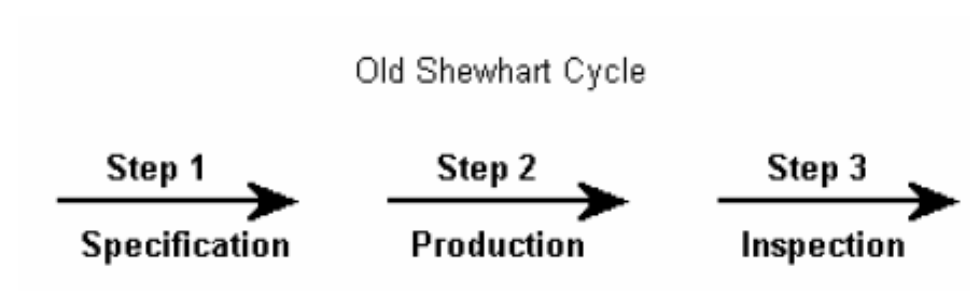 Old Shewhart Cycle
Step 1 Step 2 Step 3
Specification Production Inspection